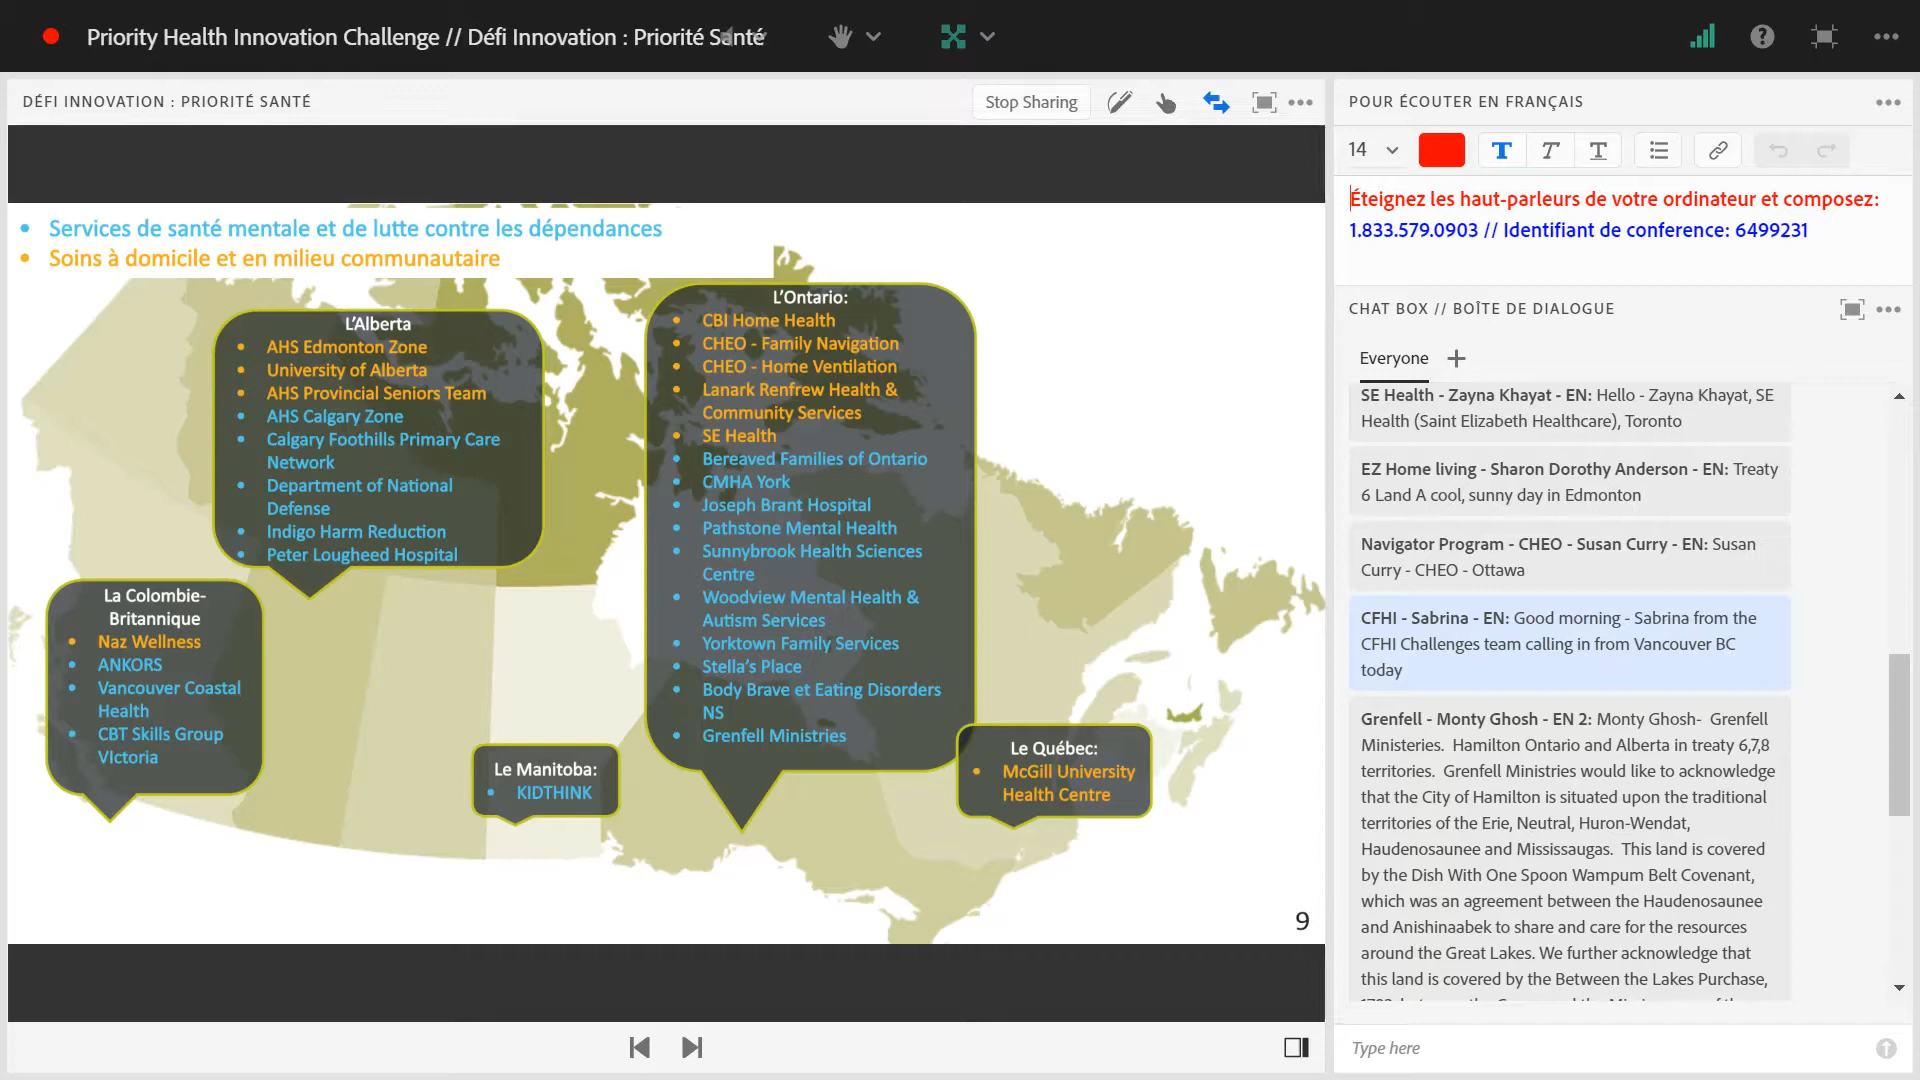 Priority Health Innovation Challenge // Défi Innovation : Priorité Santé
DÉFI INNOVATION : PRIORITÉ SANTÉ
Stop Sharing
Services de santé mentale et de lutte contre les dépendances
Soins à domicile et en milieu communautaire
L'Alberta
AHS Edmonton Zone
University of Alberta
AHS Provincial Seniors Team
AHS Calgary Zone
Calgary Foothills Primary Care
Network
Department of National
Defense
Indigo Harm Reduction
Peter Lougheed Hospital
La Colombie-
Britannique
Naz Wellness
ANKORS
Vancouver Coastal
Health
CBT Skills Group
VIctoria
Le Manitoba:
KIDTHINK
L'Ontario:
CBI Home Health
CHEO - Family Navigation
CHEO - Home Ventilation
Lanark Renfrew Health &
Community Services
SE Health
Bereaved Families of Ontario
CMHA York
Joseph Brant Hospital
Pathstone Mental Health
Sunnybrook Health Sciences
Centre
Woodview Mental Health &
Autism Services
Yorktown Family Services
Stella's Place
Body Brave et Eating Disorders
NS
Grenfell Ministries
Le Québec:
McGill University
Health Centre
9
POUR ÉCOUTER EN FRANÇAIS
14
Éteignez les haut-parleurs de votre ordinateur et composez:
1.833.579.0903 // Identifiant de conference: 6499231
CHAT BOX // BOÎTE DE DIALOGUE
Everyone
SE Health - Zayna Khayat - EN: Hello - Zayna Khayat, SE
Health (Saint Elizabeth Healthcare), Toronto
EZ Home living - Sharon Dorothy Anderson - EN: Treaty
6 Land A cool, sunny day in Edmonton
Navigator Program - CHEO - Susan Curry - EN: Susan
Curry - CHEO - Ottawa
CFHI - Sabrina - EN: Good morning - Sabrina from the
CFHI Challenges team calling in from Vancouver BC
today
Grenfell - Monty Ghosh - EN 2: Monty Ghosh- Grenfell
Ministeries. Hamilton Ontario and Alberta in treaty 6,7,8
territories. Grenfell Ministries would like to acknowledge
that the City of Hamilton is situated upon the traditional
territories of the Erie, Neutral, Huron-Wendat,
Haudenosaunee and Mississaugas. This land is covered
by the Dish With One Spoon Wampum Belt Covenant,
which was an agreement between the Haudenosaunee
and Anishinaabek to share and care for the resources
around the Great Lakes. We further acknowledge that
this land is covered by the Between the Lakes Purchase,
Type here